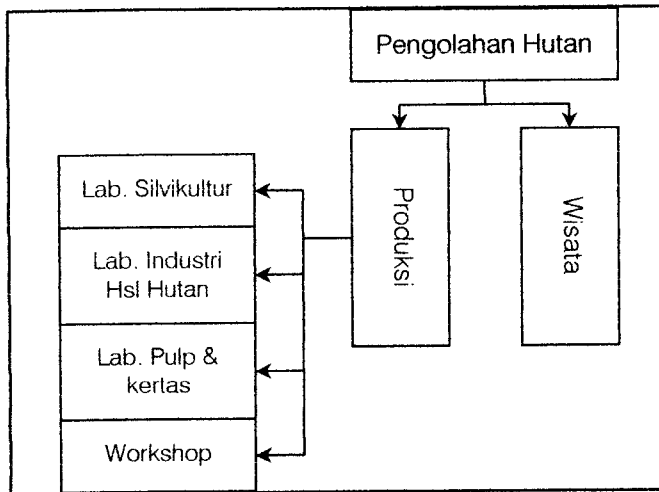 Pengolahan Hutan
Produksi
Wisata
Lab. Silvikultur
Lab. Industri
Hsl Hutan
Lab. Pulp &
kertas
Workshop